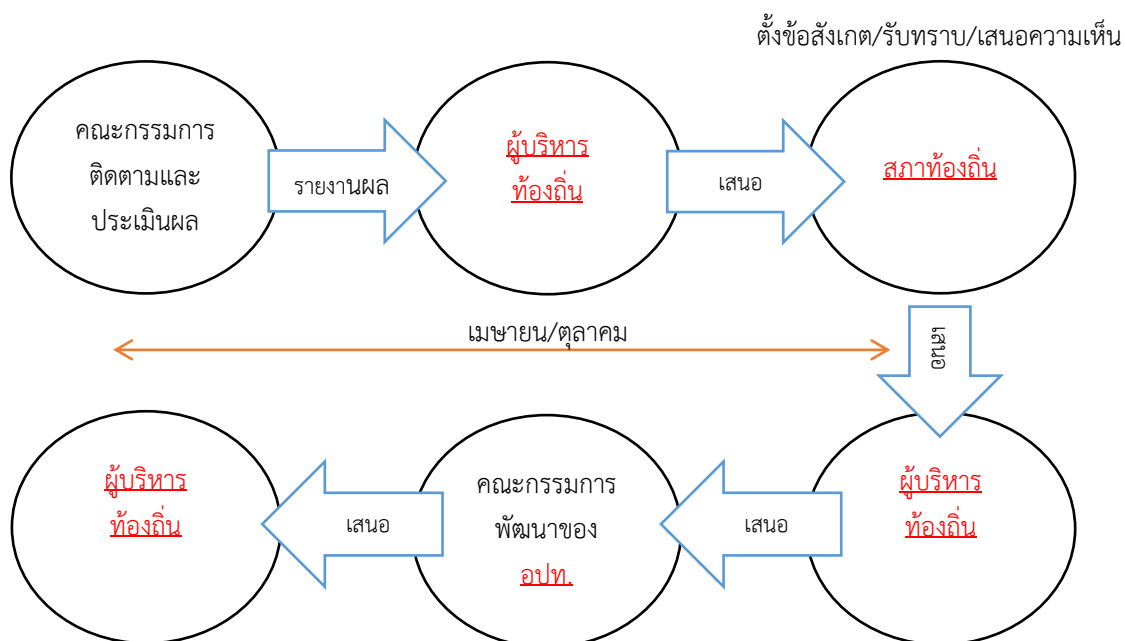 ตั้งข้อสังเกต/รับทราบ/เสนอความเห็น
คณะกรรมการ
ติดตามและ
ประเมินผล
รายงานผล
ผู้บริหาร
ท้องถิ่น
เสนอ
สภาท้องถิ่น
เมษายน/ตุลาคม
เสนอ
ผู้บริหาร
ท้องถิ่น
เสนอ
คณะกรรมการ
พัฒนาของ
อปท.
เสนอ
ผู้บริหาร
ท้องถิ่น